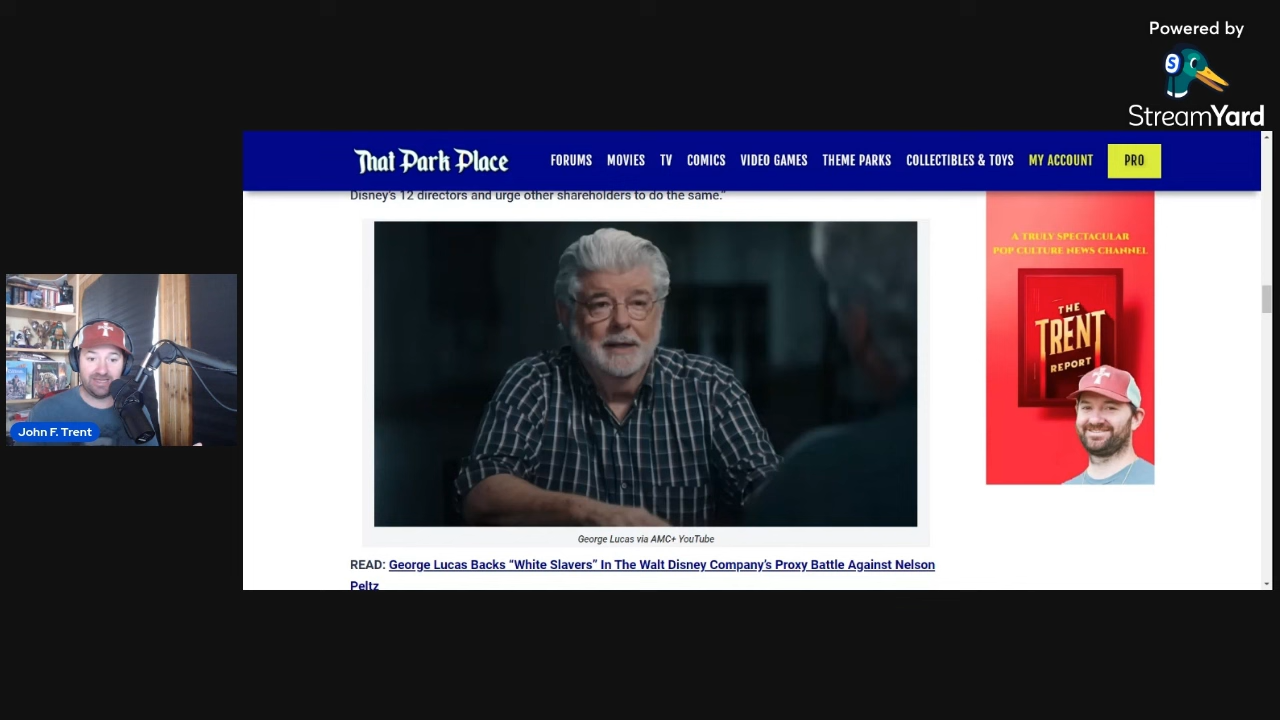 Powered by
StreamYard
That Park Place
FORUMS MOVIES TV COMICS VIDEO GAMES THEME PARKS COLLECTIBLES & TOYS MY ACCOUNT PRO
Disney's 12 directors and urge other shareholders to do the same."
A TRULY SPECTACULAR
POP CULTURE NEWS CHANNEL
THE
TRENT
REPORT
John F. Trent
George Lucas via AMC+ YouTube
READ: George Lucas Backs “White Slavers” In The Walt Disney Company’s Proxy Battle Against Nelson
Peltz